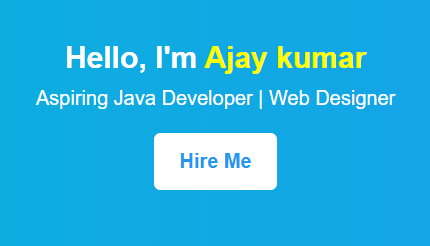 Hello, I'm Ajay kumar
Aspiring Java Developer | Web Designer
Hire Me